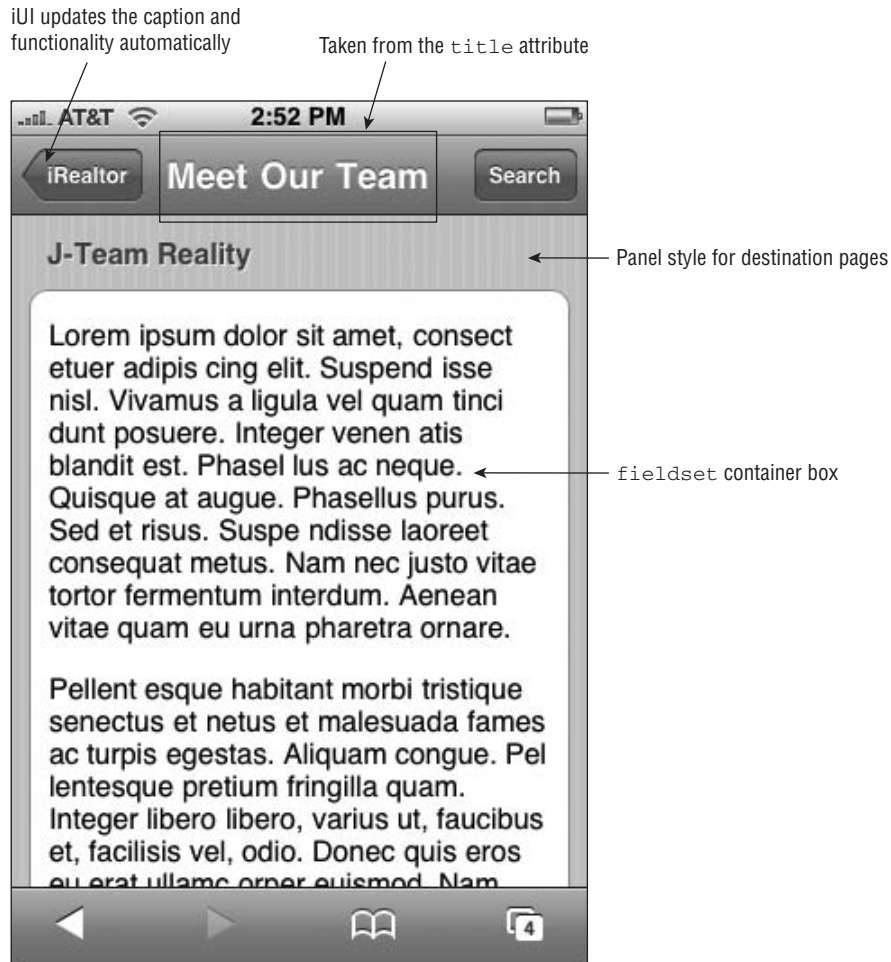 iUI updates the caption and
functionality automatically
Taken from the title attribute
AT&T
2:52 PM
iRealtor
Meet Our Team
Search
J-Team Reality
Panel style for destination pages
Lorem ipsum dolor sit amet, consect
etuer adipis cing elit. Suspend isse
nisl. Vivamus a ligula vel quam tinci
dunt posuere. Integer venen atis
blandit est. Phasel lus ac neque.
fieldset container box
Quisque at augue. Phasellus purus.
Sed et risus. Suspe ndisse laoreet
consequat metus. Nam nec justo vitae
tortor fermentum interdum. Aenean
vitae quam eu urna pharetra ornare.
Pellent esque habitant morbi tristique
senectus et netus et malesuada fames
ac turpis egestas. Aliquam congue. Pel
lentesque pretium fringilla quam.
Integer libero libero, varius ut, faucibus
et, facilisis vel, odio. Donec quis eros
eu erat ullamc orper euismod. Nam
4